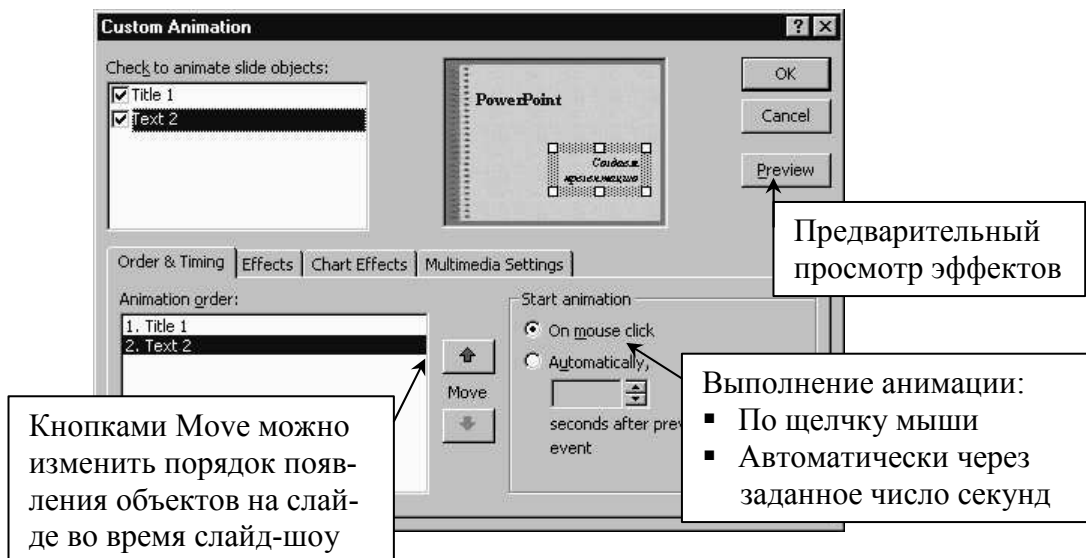 Custom Animation
Check to animate slide objects:
Title 1
Text 2
PowerPoint
Создаем
презентацию
OK
Cancel
Preview
Предварительный
просмотр эффектов
Order & Timing
Effects
Chart Effects
Multimedia Settings
Animation order:
1. Title 1
2. Text 2
Move
Start animation
On mouse click
Automatically,
seconds after prev
event
Кнопками Move можно
изменить порядок появ-
ления объектов на слай-
де во время слайд-шоу
Выполнение анимации:
▪ По щелчку мыши
▪ Автоматически через
заданное число секунд